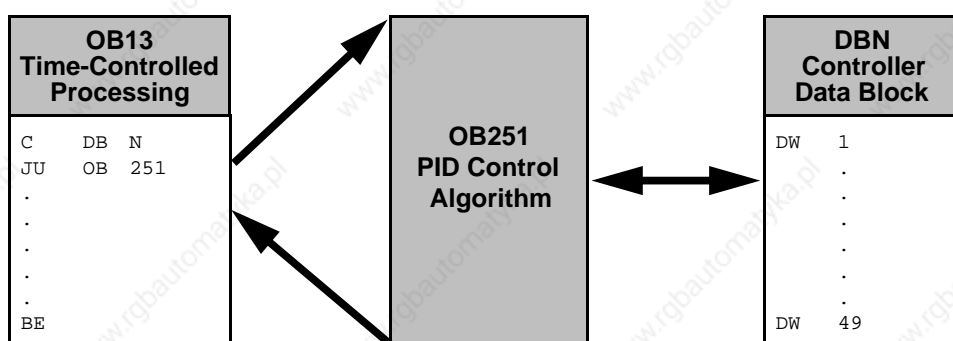 OB13
Time-Controlled
Processing
C DB N
JU OB 251
.
.
.
.
.
BE
OB251
PID Control
Algorithm
DBN
Controller
Data Block
DW 1
.
.
.
.
.
.
DW 49
www.rgbautomatyka.pl